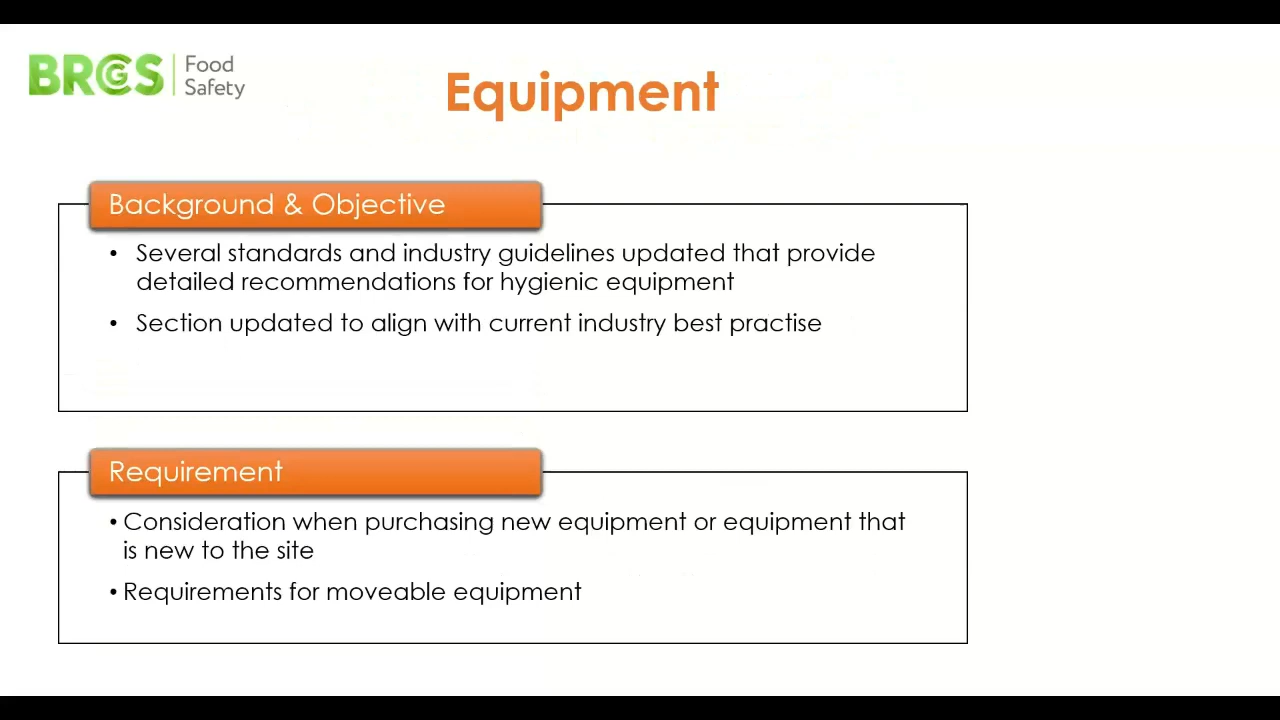 BRCGS Food
Safety
Equipment
Background & Objective
• Several standards and industry guidelines updated that provide
detailed recommendations for hygienic equipment
• Section updated to align with current industry best practise
Requirement
• Consideration when purchasing new equipment or equipment that
is new to the site
• Requirements for moveable equipment